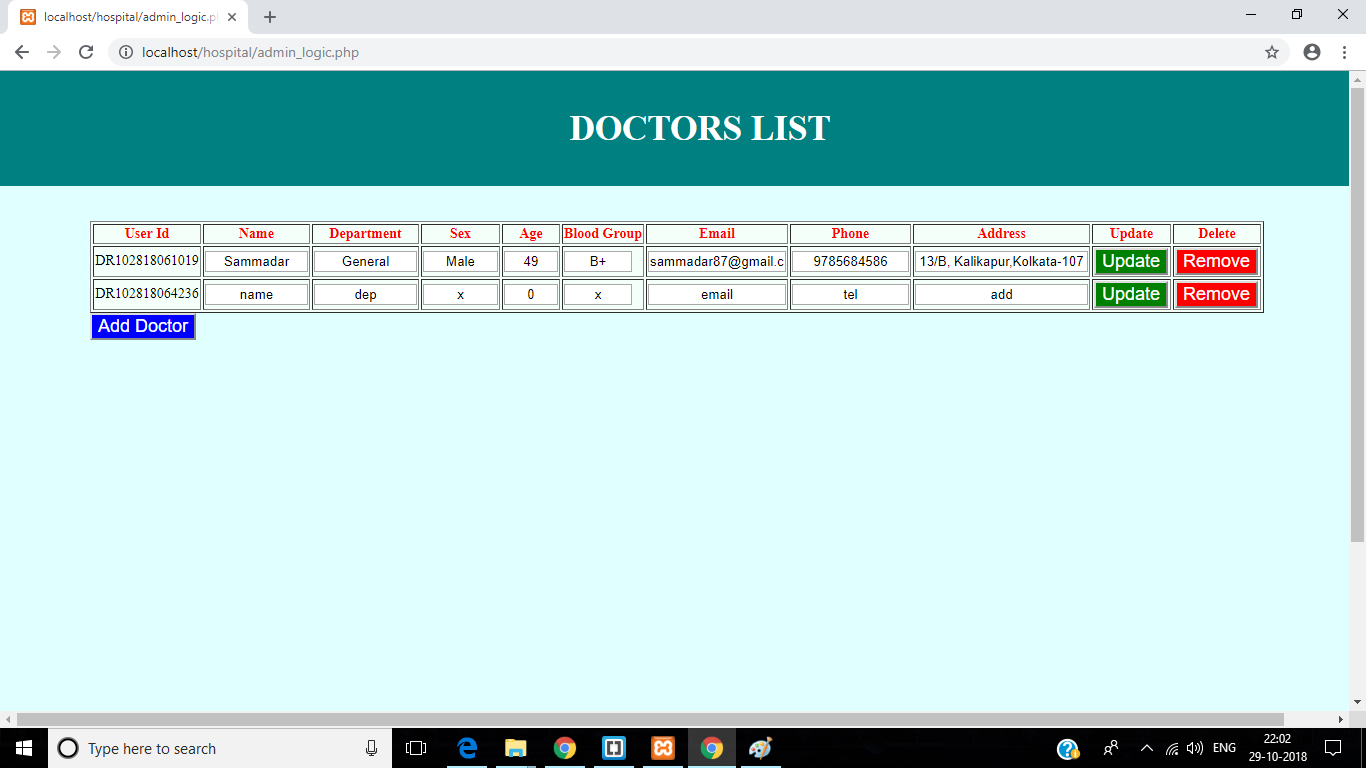 localhost/hospital/admin_logic.p
localhost/hospital/admin_logic.php
DOCTORS LIST
User Id Name Department Sex Age Blood Group Email Phone Address Update Delete
DR102818061019 Sammadar General Male 49 B+ sammadar87@gmail.c 9785684586 13/B, Kalikapur,Kolkata-107 Update Remove
DR102818064236 name dep x 0 x email tel add Update Remove
Add Doctor
Type here to search
ENG
22:02
29-10-2018